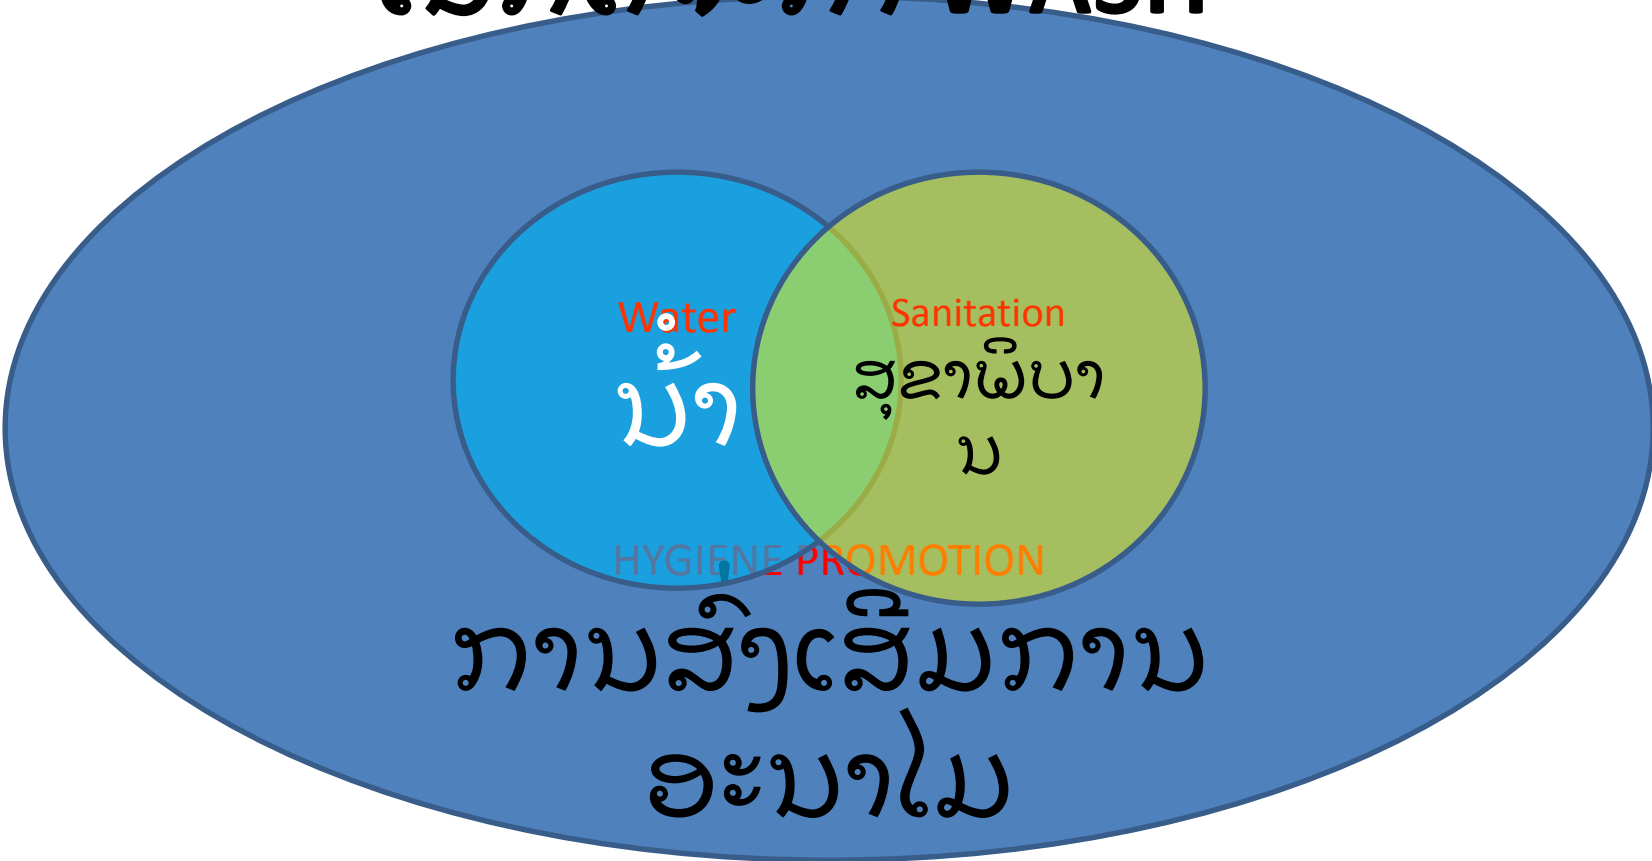 WASH
Water
ນ້ຳ
Sanitation
ສຸຂາພິບາ
ນ
HYGIENE PROMOTION
ການສົ່ງເສີມການ
ອະນາໄມ